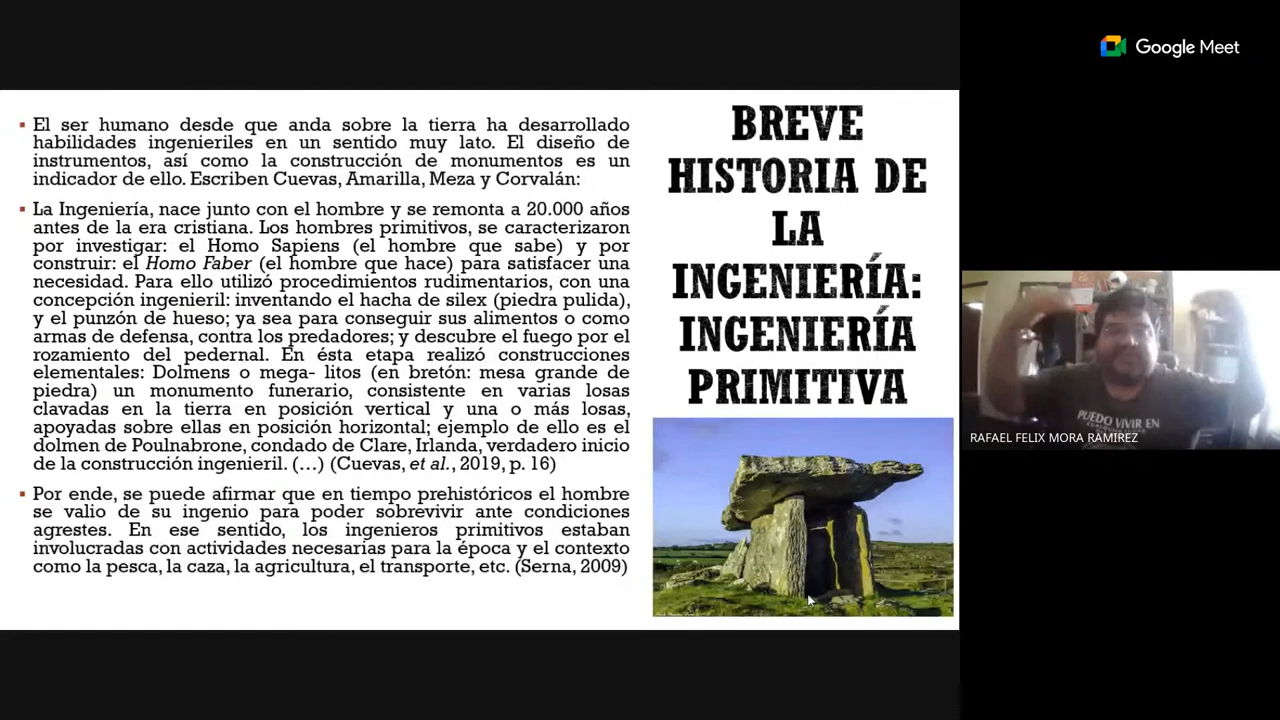 Google Meet
▪ El ser humano desde que anda sobre la tierra ha desarrollado
habilidades ingenieriles en un sentido muy lato. El diseño de
instrumentos, así como la construcción de monumentos es un
indicador de ello. Escriben Cuevas, Amarilla, Meza y Corvalán:
▪ La Ingeniería, nace junto con el hombre y se remonta a 20.000 años
antes de la era cristiana. Los hombres primitivos, se caracterizaron
por investigar: el Homo Sapiens (el hombre que sabe) y por
construir: el Homo Faber (el hombre que hace) para satisfacer una
necesidad. Para ello utilizó procedimientos rudimentarios, con una
concepción ingenieril: inventando el hacha de silex (piedra pulida),
y el punzón de hueso; ya sea para conseguir sus alimentos o como
armas de defensa, contra los predadores; y descubre el fuego por el
rozamiento del pedernal. En ésta etapa realizó construcciones
elementales: Dolmens o mega- litos (en bretón: mesa grande de
piedra) un monumento funerario, consistente en varias losas
clavadas en la tierra en posición vertical y una o más losas,
apoyadas sobre ellas en posición horizontal; ejemplo de ello es el
dolmen de Poulnabrone, condado de Clare, Irlanda, verdadero inicio
de la construcción ingenieril. (…) (Cuevas, et al., 2019, p. 16)
▪ Por ende, se puede afirmar que en tiempo prehistóricos el hombre
se valio de su ingenio para poder sobrevivir ante condiciones
agrestes. En ese sentido, los ingenieros primitivos estaban
involucradas con actividades necesarias para la época y el contexto
como la pesca, la caza, la agricultura, el transporte, etc. (Serna, 2009)
BREVE
HISTORIA DE
LA
INGENIERÍA:
INGENIERÍA
PRIMITIVA
PUEDO VIVIR EN
RAFAEL FELIX MORA RAMIREZ